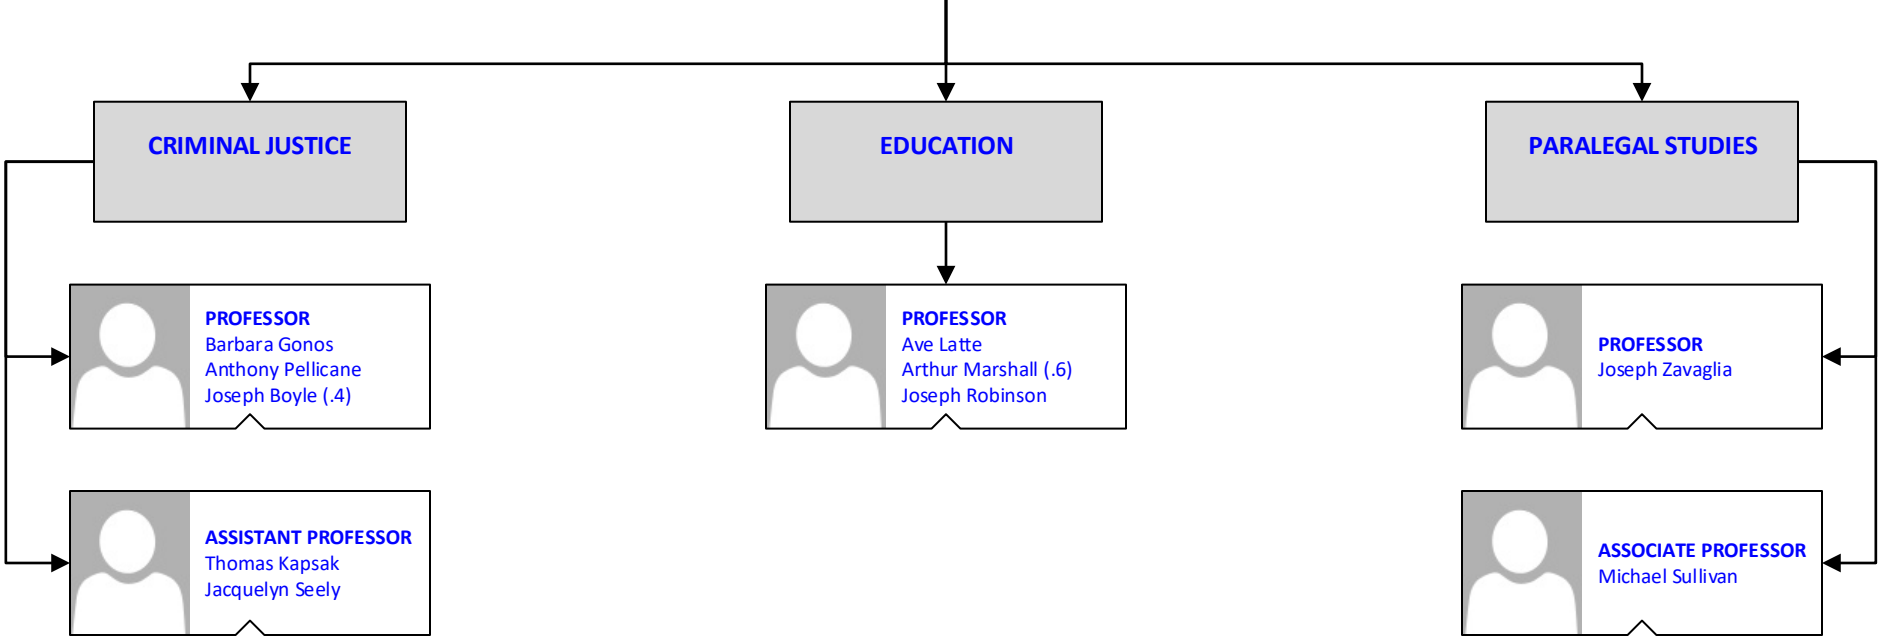 CRIMINAL JUSTICE
EDUCATION
PARALEGAL STUDIES
PROFESSOR
Barbara Gonos
Anthony Pellicane
Joseph Boyle (.4)
PROFESSOR
Ave Latte
Arthur Marshall (.6)
Joseph Robinson
PROFESSOR
Joseph Zavaglia
ASSISTANT PROFESSOR
Thomas Kapsak
Jacquelyn Seely
ASSOCIATE PROFESSOR
Michael Sullivan